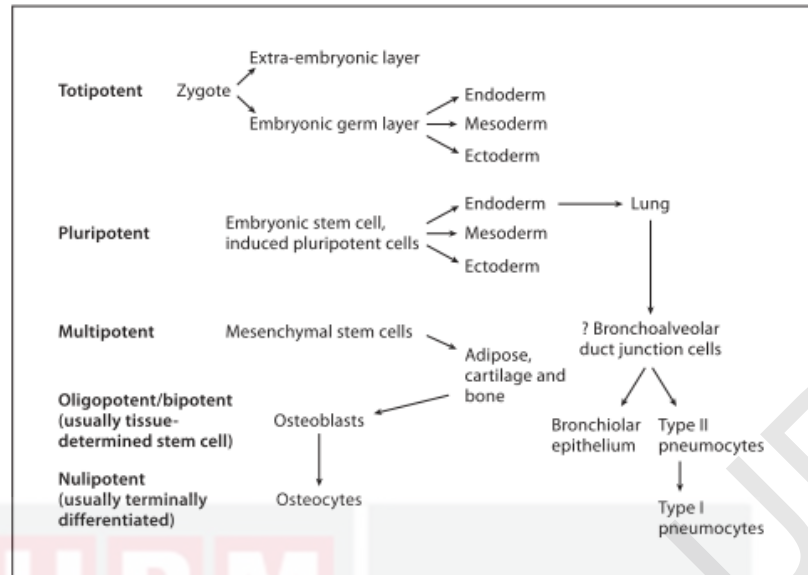 Extra-embryonic layer
Totipotent Zygote
Endoderm
Embryonic germ layer Mesoderm
Ectoderm
Endoderm Lung
Pluripotent Embryonic stem cell,
induced pluripotent cells Mesoderm
Ectoderm
Multipotent Mesenchymal stem cells
? Bronchoalveolar
duct junction cells
Adipose,
cartilage and
bone
Oligopotent/bipotent
(usually tissue-
determined stem cell)
Osteoblasts
Bronchiolar
epithelium
Type II
pneumocytes
Nulipotent
(usually terminally
differentiated)
Osteocytes
Type I
pneumocytes